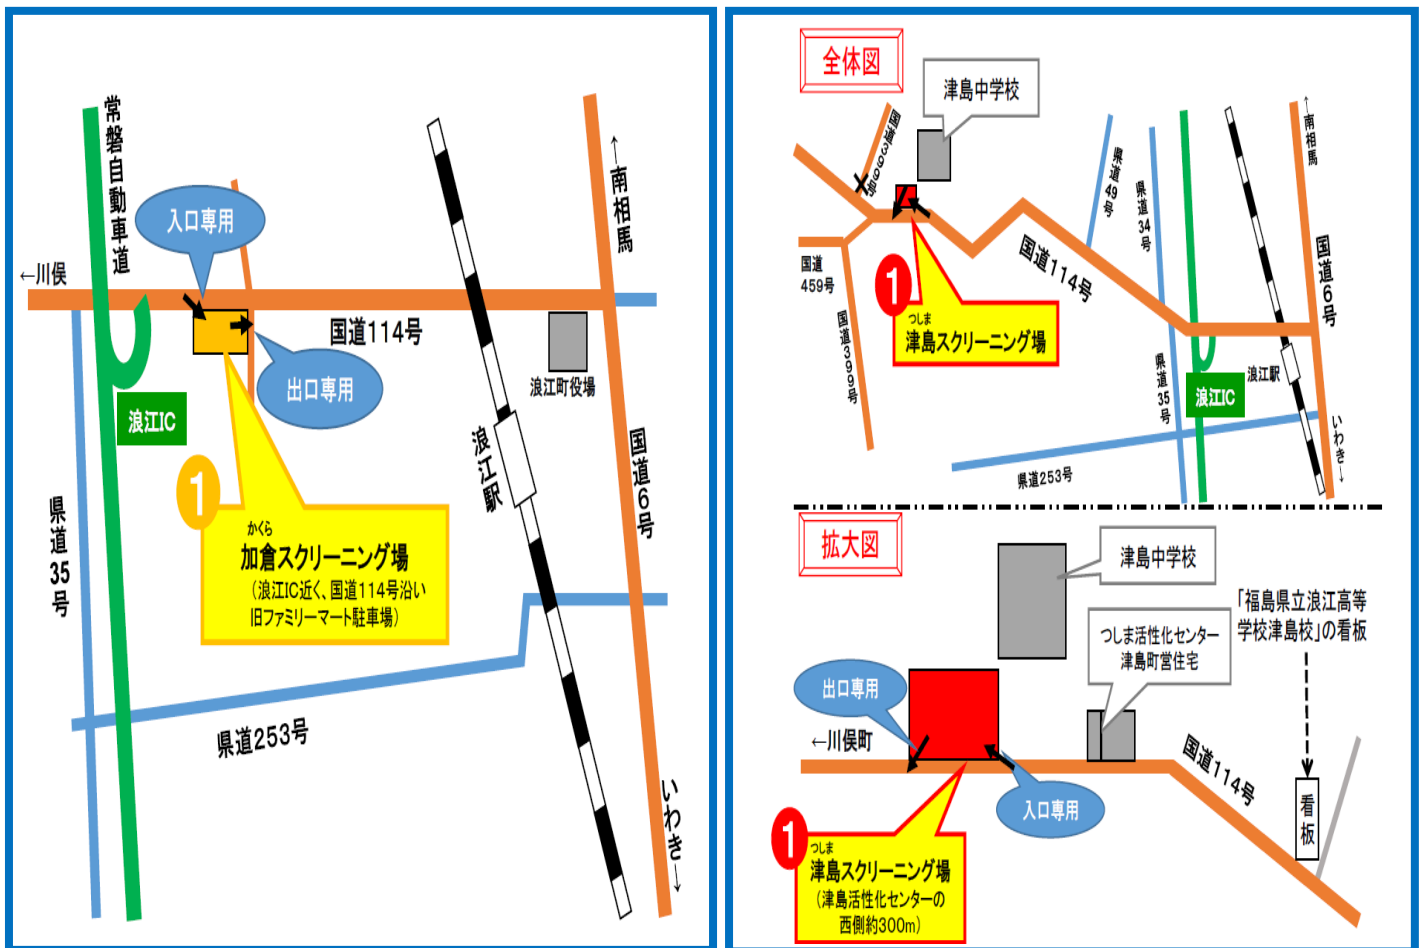 常磐自動車道
入口専用
←川俣
国道114号
出口専用
浪江IC
浪江町役場
←南相馬
国道6号
浪江駅
県道35号
1
かくら
加倉スクリーニング場
（浪江IC近く、国道114号沿い
旧ファミリーマート駐車場）
県道253号
いわき→
全体図
津島中学校
国道399号
国道
459号
国道399号
1
つしま
津島スクリーニング場
国道114号
県道49号
県道34号
←南相馬
国道6号
浪江駅
浪江IC
県道35号
県道253号
いわき→
拡大図
津島中学校
つしま活性化センター
津島町営住宅
「福島県立浪江高等
学校津島校」の看板
出口専用
←川俣町
国道114号
入口専用
看板
1
つしま
津島スクリーニング場
（津島活性化センターの
西側約300m）